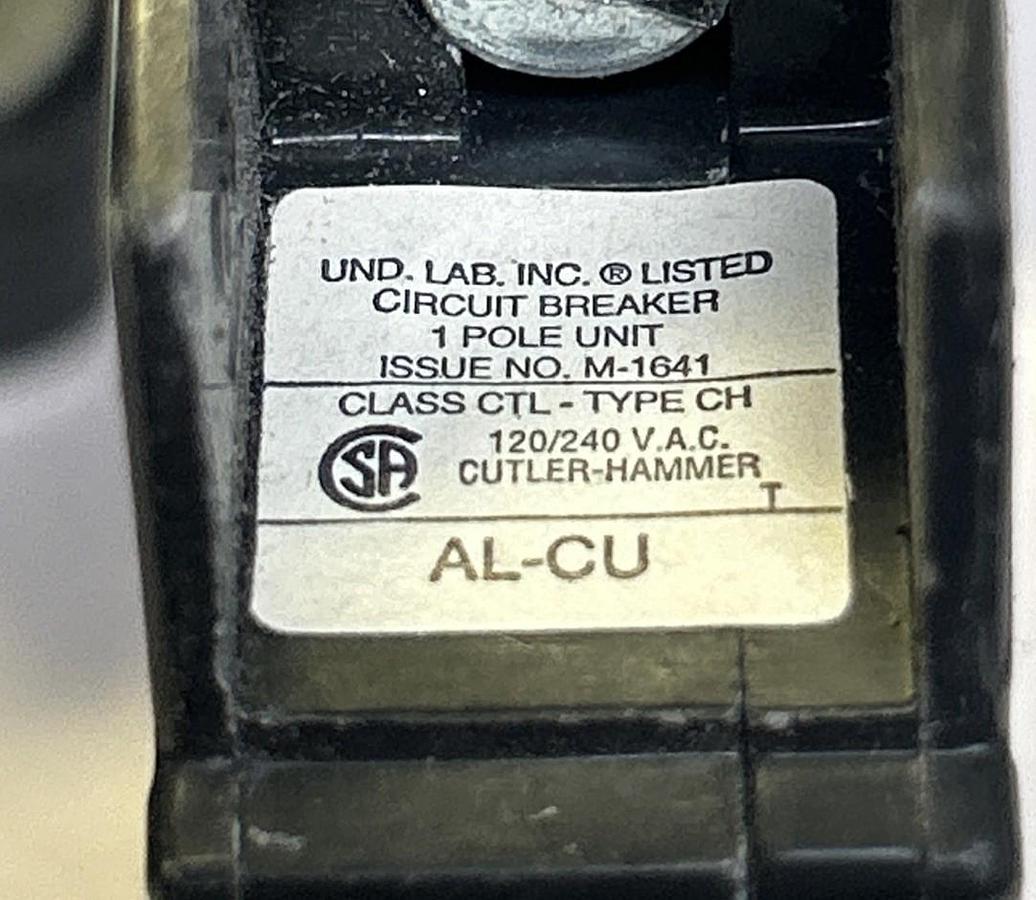 UND. LAB. INC. ® LISTED
CIRCUIT BREAKER
1 POLE UNIT
ISSUE NO. M-1641
CLASS CTL - TYPE CH
SA 120/240 V.A.C.
CUTLER-HAMMER
T
AL-CU